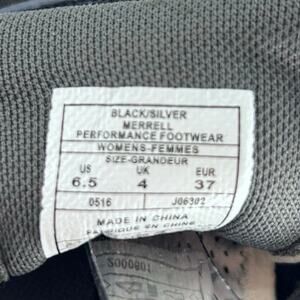 BLACK/SILVER
MERRELL
PERFORMANCE FOOTWEAR
WOMENS-FEMMES
SIZE-GRANDEUR
US UK EUR
6.5 4 37
0516 J06302
MADE IN CHINA
FABRIQUE EN CHINE